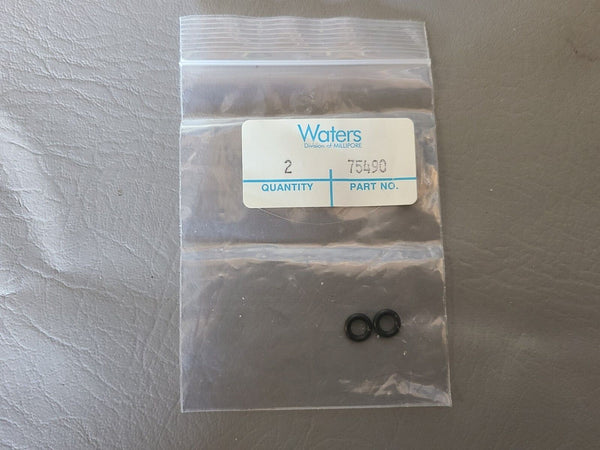 Waters
Division of MILLIPORE
2 75490
QUANTITY PART NO.